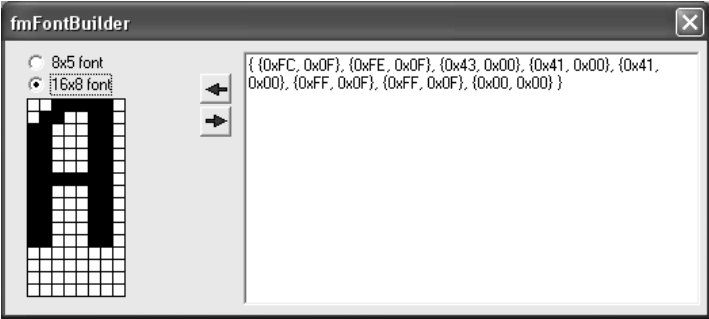 fmFontBuilder
8x5 font
16x8 font
{ {0xFC, 0x0F}, {0xFE, 0x0F}, {0x43, 0x00}, {0x41, 0x00}, {0x41,
0x00}, {0xFF, 0x0F}, {0xFF, 0x0F}, {0x00, 0x00} }